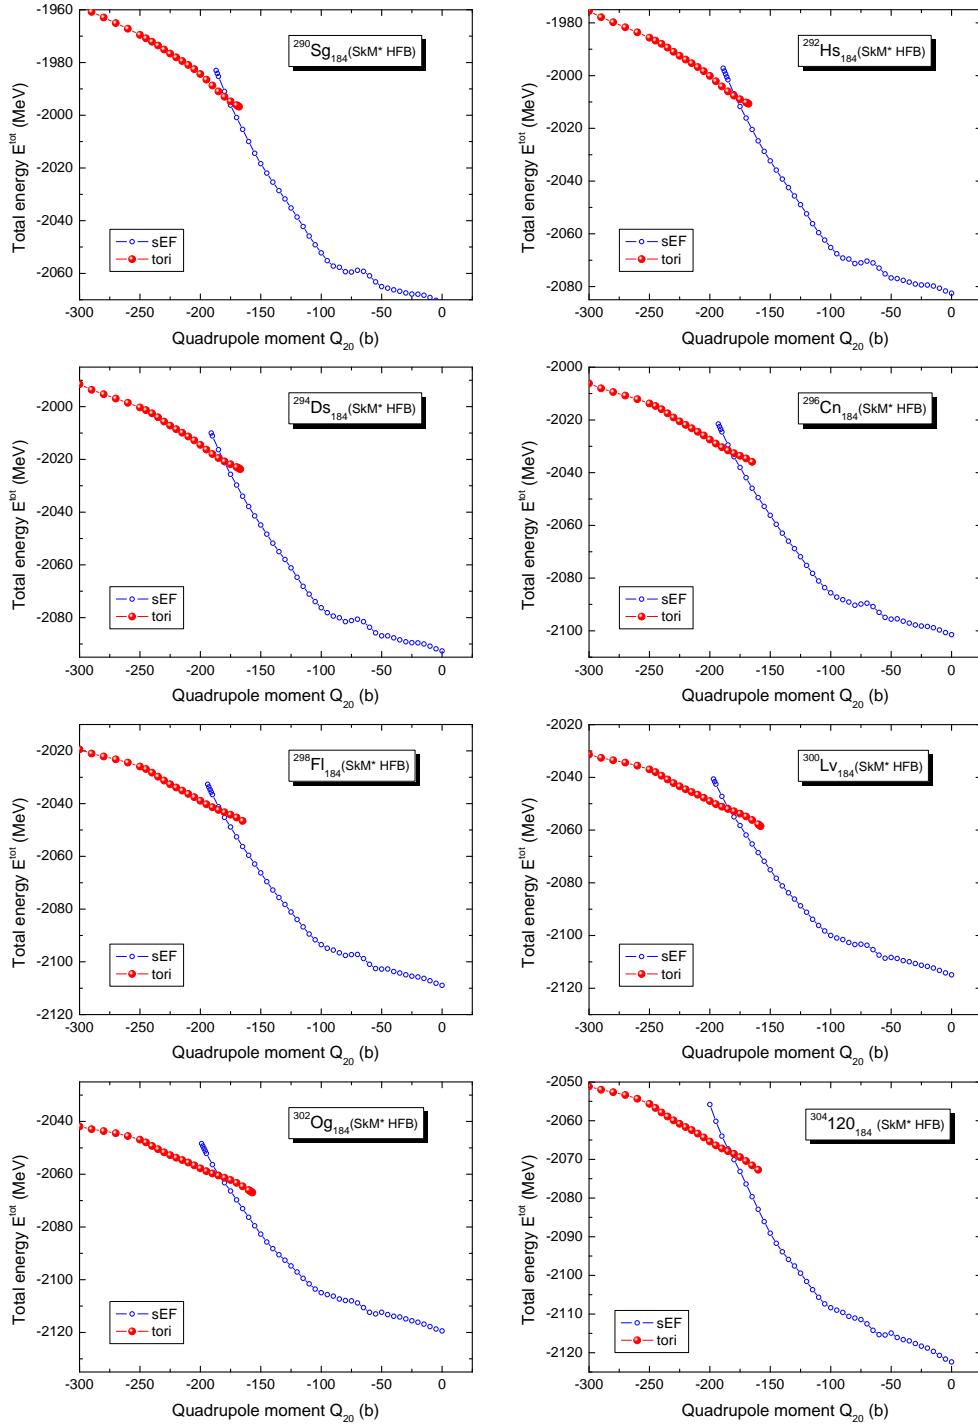 Total energy E^tot (MeV)
-1960
-1980
-2000
-2020
-2040
-2060
290Sg184(SkM* HFB)
sEF
tori
-300 -250 -200 -150 -100 -50 0
Quadrupole moment Q20 (b)
Total energy E^tot (MeV)
-1980
-2000
-2020
-2040
-2060
-2080
292Hs184(SkM* HFB)
sEF
tori
-300 -250 -200 -150 -100 -50 0
Quadrupole moment Q20 (b)
Total energy E^tot (MeV)
-2000
-2020
-2040
-2060
-2080
294Ds184(SkM* HFB)
sEF
tori
-300 -250 -200 -150 -100 -50 0
Quadrupole moment Q20 (b)
Total energy E^tot (MeV)
-2000
-2020
-2040
-2060
-2080
-2100
296Cn184(SkM* HFB)
sEF
tori
-300 -250 -200 -150 -100 -50 0
Quadrupole moment Q20 (b)
Total energy E^tot (MeV)
-2020
-2040
-2060
-2080
-2100
-2120
298Fl184(SkM* HFB)
sEF
tori
-300 -250 -200 -150 -100 -50 0
Quadrupole moment Q20 (b)
Total energy E^tot (MeV)
-2020
-2040
-2060
-2080
-2100
-2120
-2130
300Lv184(SkM* HFB)
sEF
tori
-300 -250 -200 -150 -100 -50 0
Quadrupole moment Q20 (b)
Total energy E^tot (MeV)
-2040
-2060
-2080
-2100
-2120
302Og184(SkM* HFB)
sEF
tori
-300 -250 -200 -150 -100 -50 0
Quadrupole moment Q20 (b)
Total energy E^tot (MeV)
-2050
-2060
-2070
-2080
-2090
-2100
-2110
-2120
304120184 (SkM* HFB)
sEF
tori
-300 -250 -200 -150 -100 -50 0
Quadrupole moment Q20 (b)